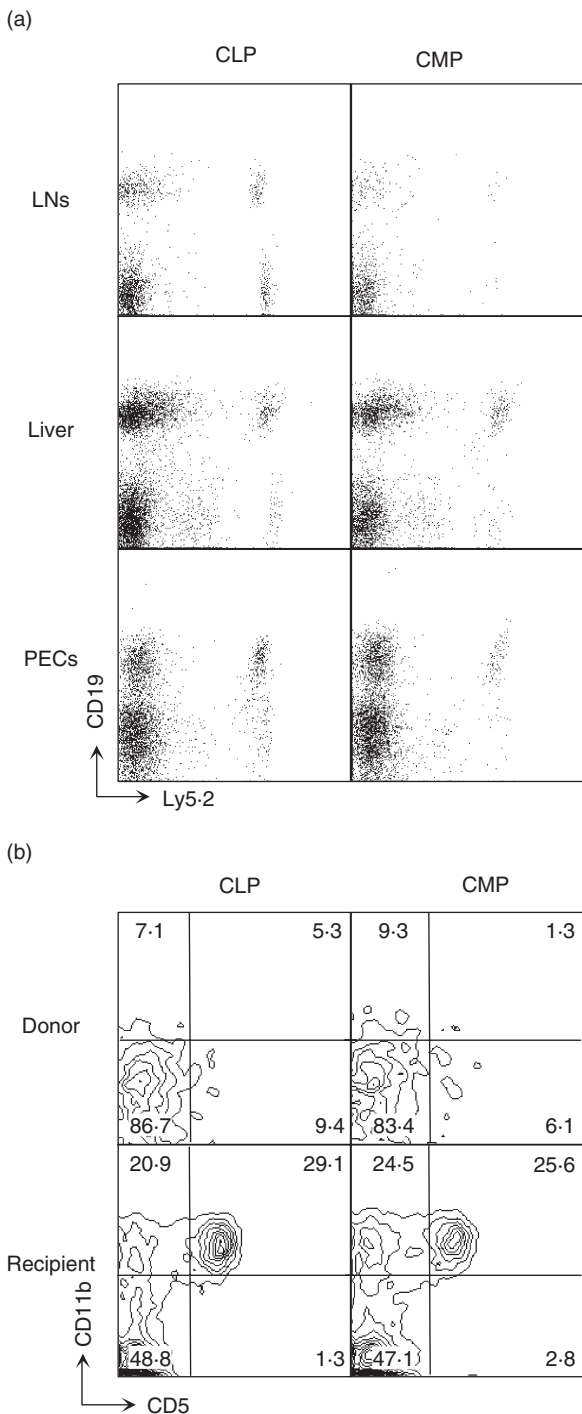 (a)
CLP CMP
LNs
Liver
PECs
CD19
Ly5·2
(b)
CLP CMP
7·1 5·3 9·3 1·3
Donor
86·7 9·4 83·4 6·1
20·9 29·1 24·5 25·6
Recipient
CD11b
48·8 1·3 47·1 2·8
CD5